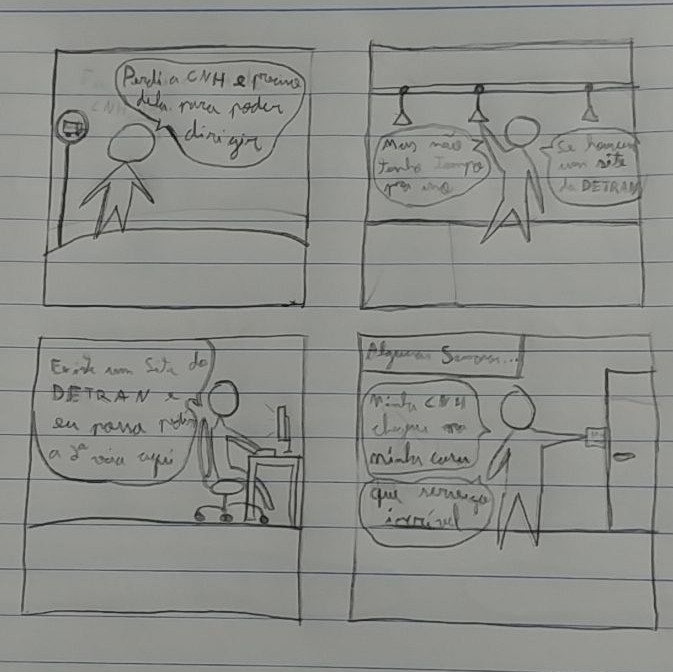 Perdi a CNH e preciso
dela para poder
dirigir
Mas não
tenho tempo
para isso
Se houvesse
um site
do DETRAN
Existe um Site do
DETRAN e
eu posso pedir
a 2ª via aqui
Algumas Semanas...
Minha CNH
chegou na
minha casa
que serviço
incrível